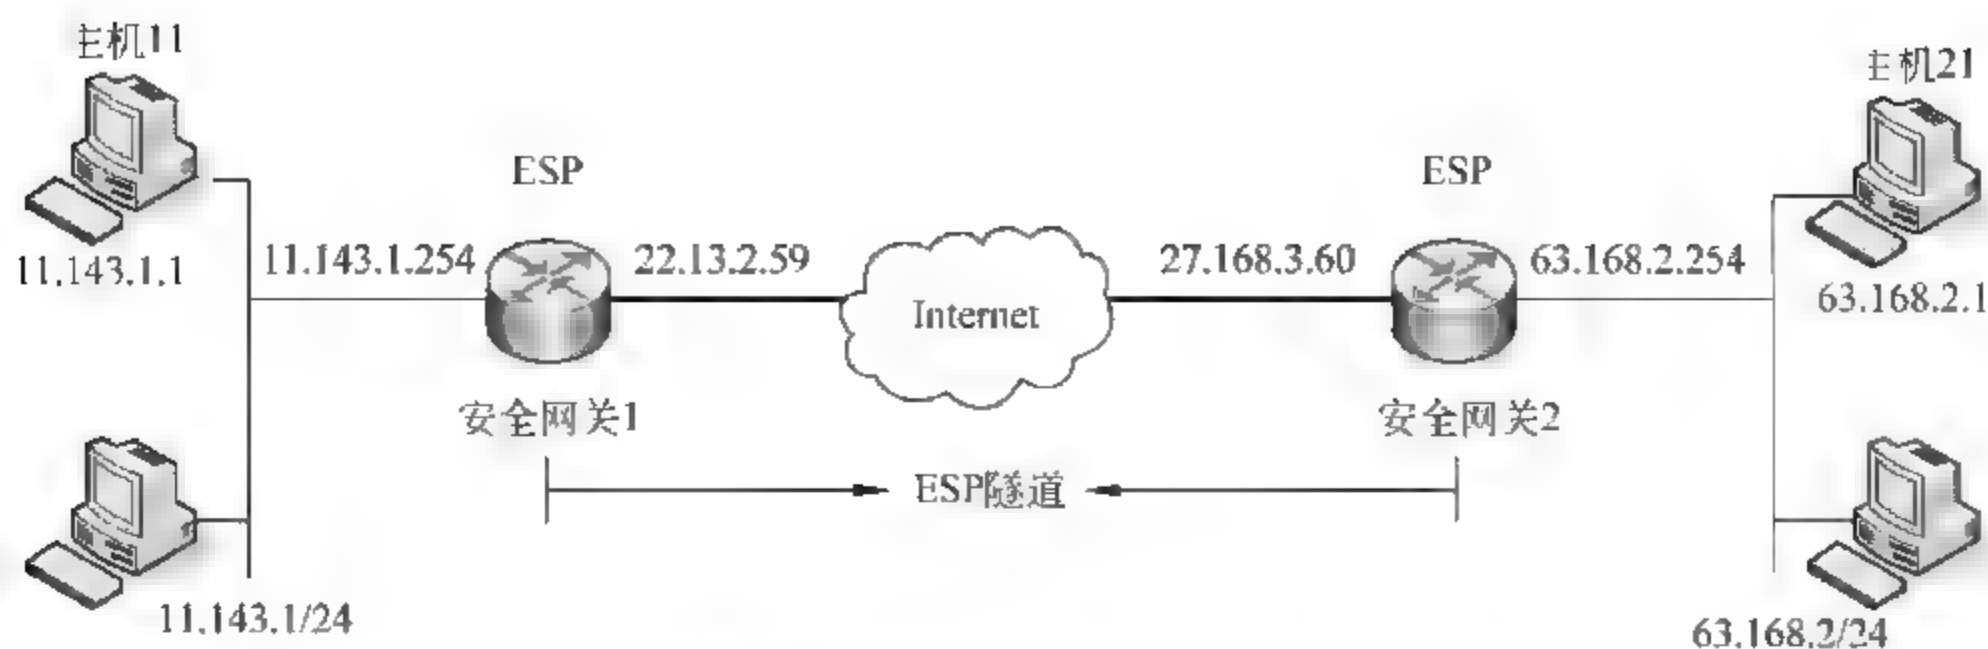 主机11
主机21
ESP
ESP
11.143.1.1
11.143.1.254
22.13.2.59
Internet
27.168.3.60
63.168.2.254
63.168.2.1
安全网关1
安全网关2
ESP隧道
11.143.1/24
63.168.2/24